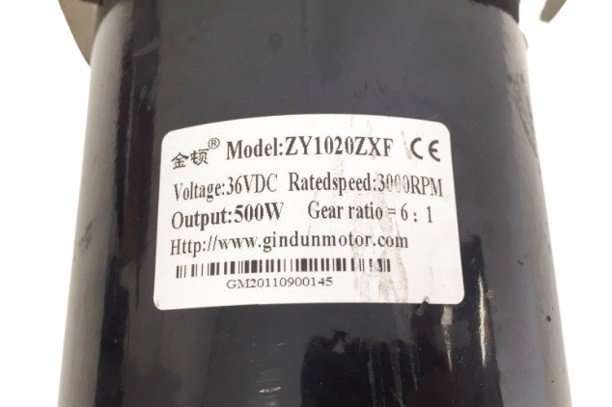 金顿® Model:ZY1020ZXF CE
Voltage:36VDC Ratedspeed:3000RPM
Output:500W Gear ratio = 6 : 1
Http://www.gindunmotor.com
GM20110900145